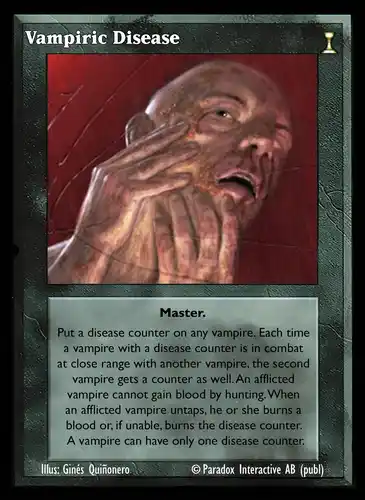 Vampiric Disease
Master.
Put a disease counter on any vampire. Each time
a vampire with a disease counter is in combat
at close range with another vampire, the second
vampire gets a counter as well. An afflicted
vampire cannot gain blood by hunting. When
an afflicted vampire untaps, he or she burns a
blood or, if unable, burns the disease counter.
A vampire can have only one disease counter.
Illus: Ginés Quiñonero © Paradox Interactive AB (publ)